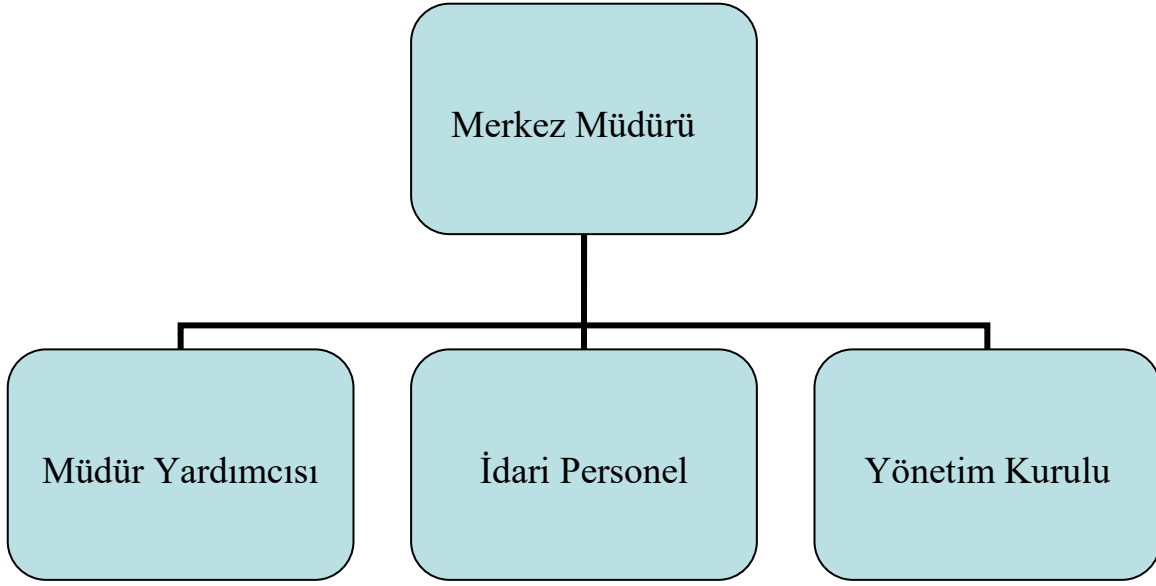 Merkez Müdürü
Müdür Yardımcısı
İdari Personel
Yönetim Kurulu